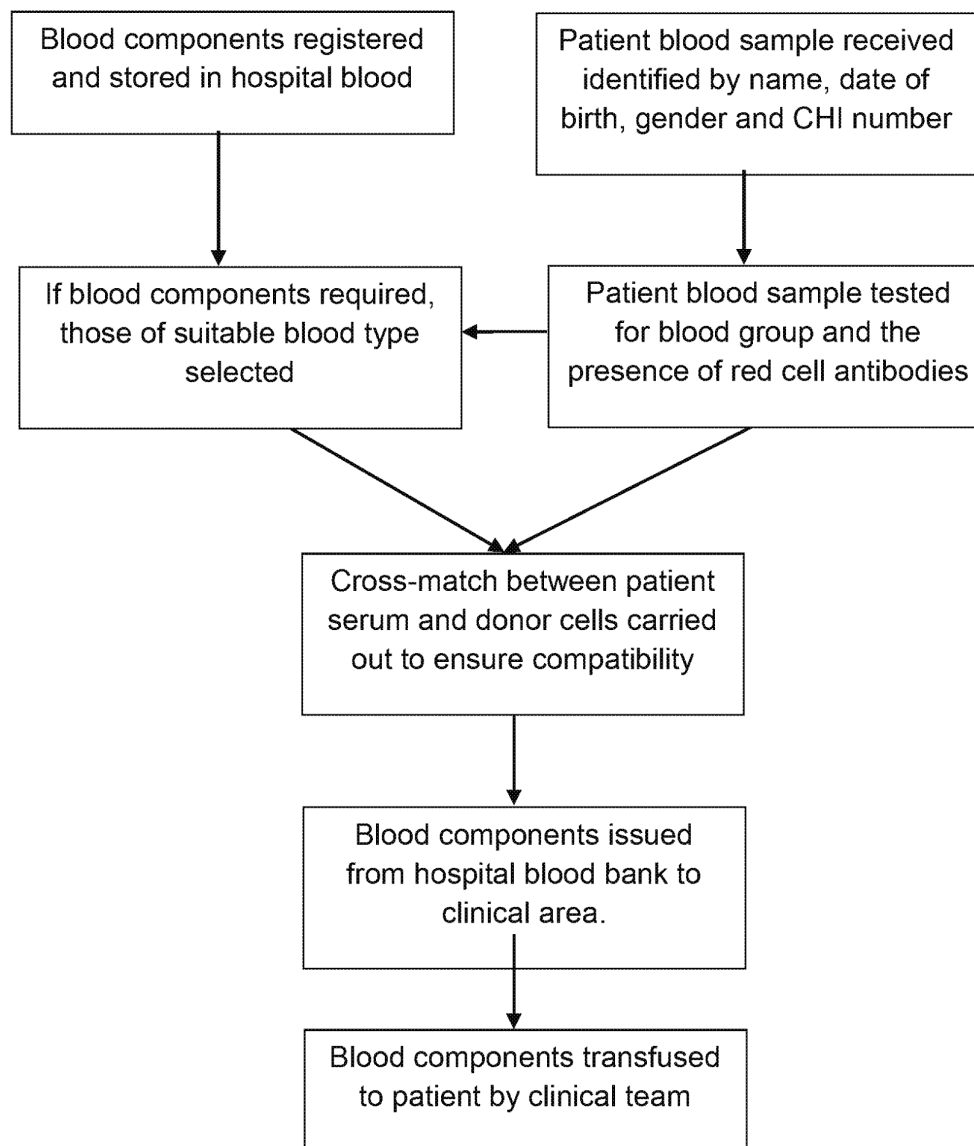 Blood components registered
and stored in hospital blood
Patient blood sample received
identified by name, date of
birth, gender and CHI number
If blood components required,
those of suitable blood type
selected
Patient blood sample tested
for blood group and the
presence of red cell antibodies
Cross-match between patient
serum and donor cells carried
out to ensure compatibility
Blood components issued
from hospital blood bank to
clinical area.
Blood components transfused
to patient by clinical team